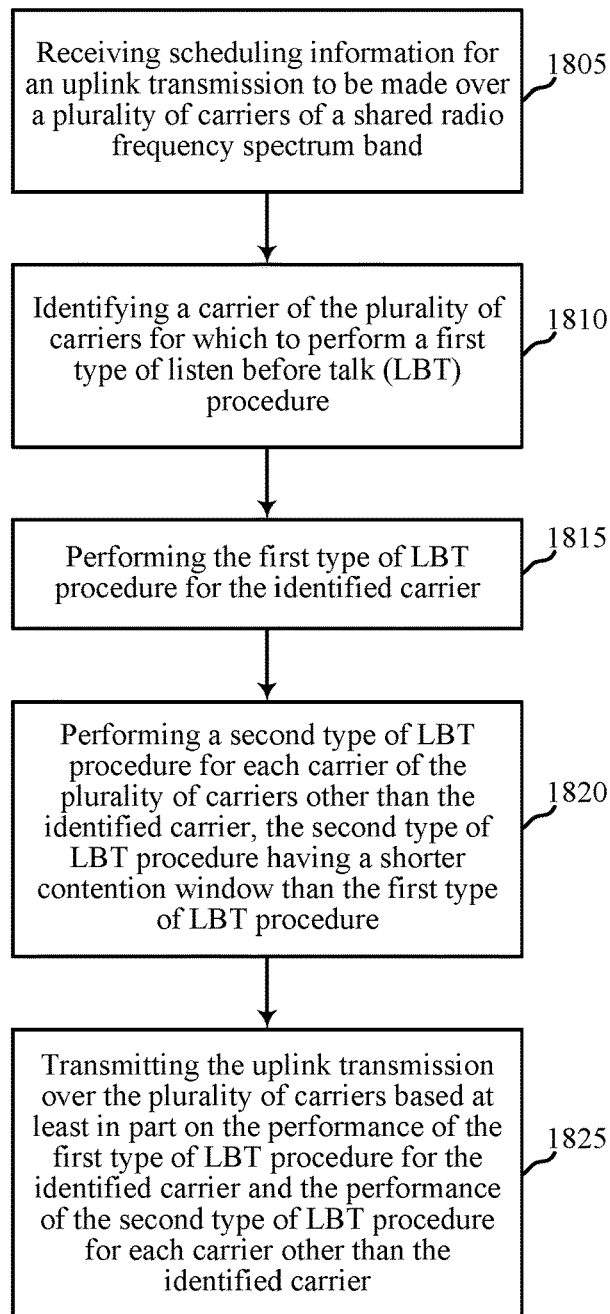 Receiving scheduling information for
an uplink transmission to be made over
a plurality of carriers of a shared radio
frequency spectrum band
1805
Identifying a carrier of the plurality of
carriers for which to perform a first
type of listen before talk (LBT)
procedure
1810
Performing the first type of LBT
procedure for the identified carrier
1815
Performing a second type of LBT
procedure for each carrier of the
plurality of carriers other than the
identified carrier, the second type of
LBT procedure having a shorter
contention window than the first type
of LBT procedure
1820
Transmitting the uplink transmission
over the plurality of carriers based at
least in part on the performance of the
first type of LBT procedure for the
identified carrier and the performance
of the second type of LBT procedure
for each carrier other than the
identified carrier
1825